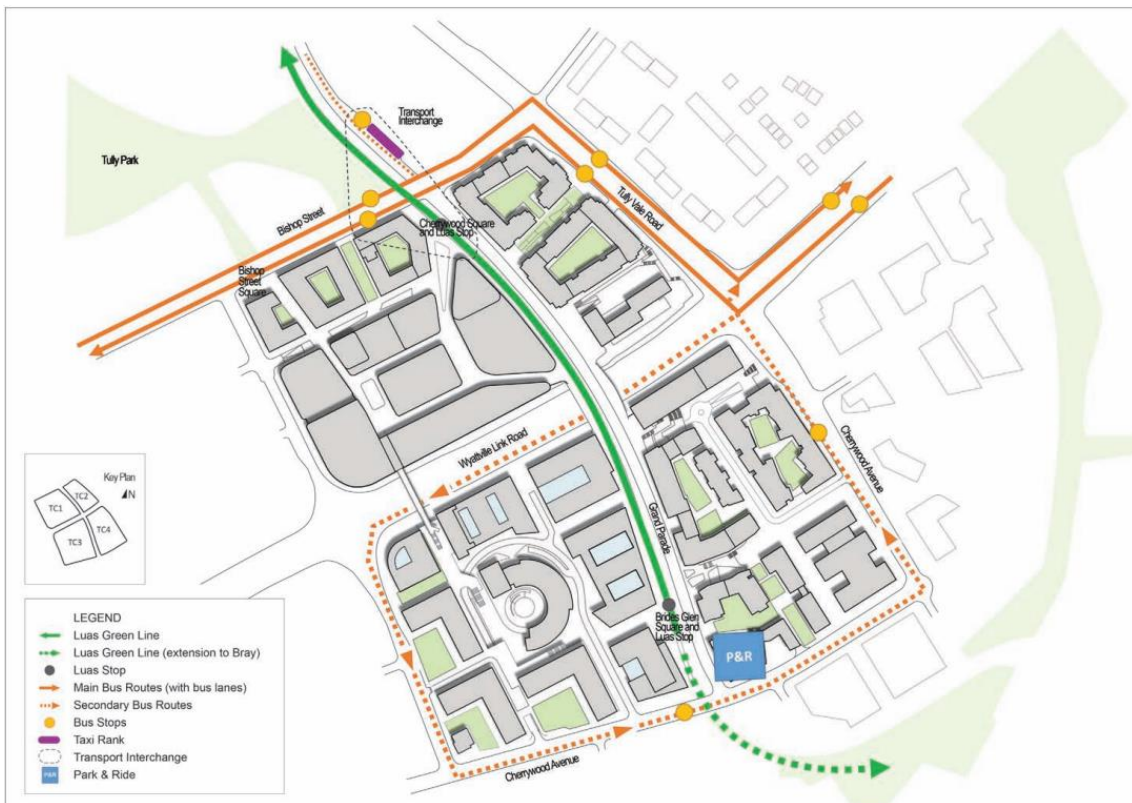 Transport
Interchange
Tully Park
Bishop Street
Cherrywood Square
and Luas Stop
Tully Vale Road
Bishop
Street
Square
Wyattville Link Road
Cherrywood Avenue
Grand Parade
Brides Glen
Square and
Luas Stop
P&R
Cherrywood Avenue
Key Plan
N
TC1
TC2
TC3
TC4
LEGEND
Luas Green Line
Luas Green Line (extension to Bray)
Luas Stop
Main Bus Routes (with bus lanes)
Secondary Bus Routes
Bus Stops
Taxi Rank
Transport Interchange
P&R Park & Ride